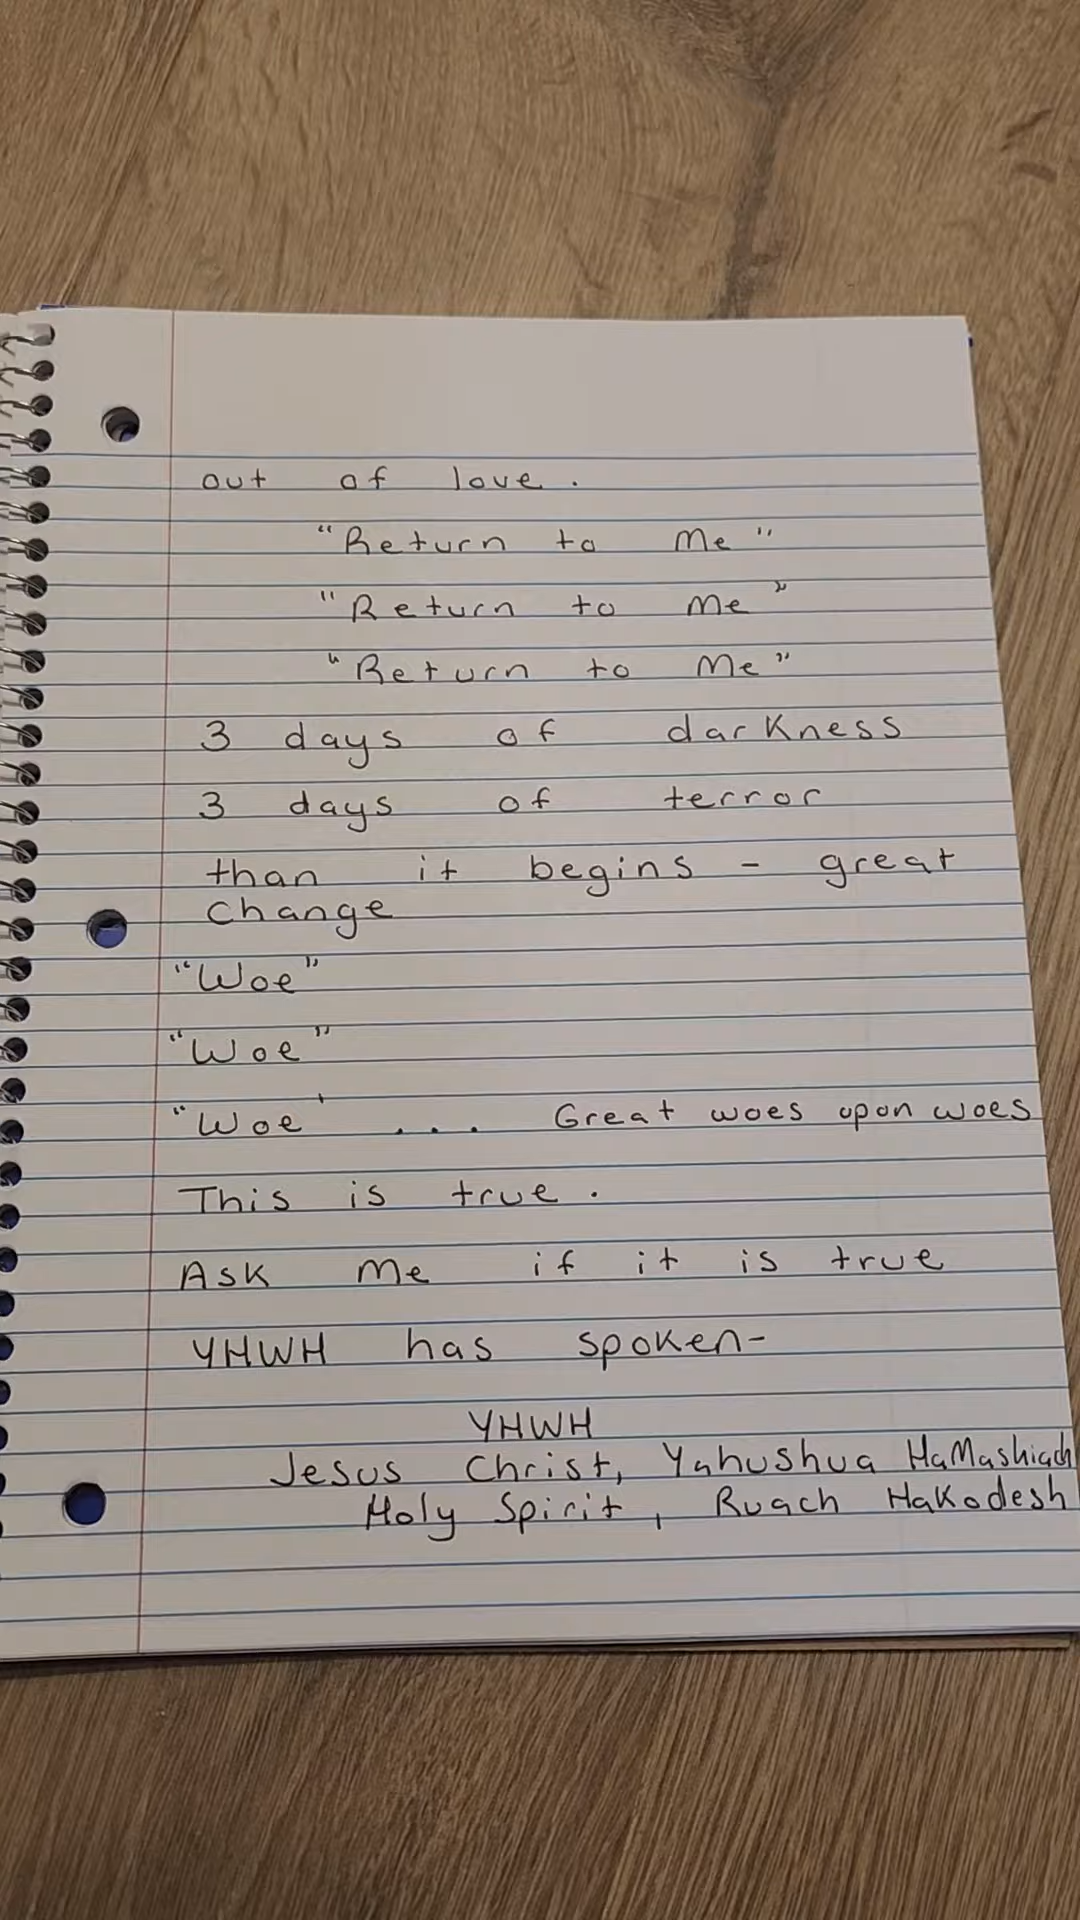 out of love.
"Return to Me"
"Return to Me"
"Return to Me"
3 days of darkness
3 days of terror
than it begins - great
change
"Woe"
"Woe"
"Woe' ... Great woes upon woes
This is true.
Ask Me if it is true
YHWH has spoken-
YHWH
Jesus Christ, Yahushua HaMashiach
Holy Spirit, Ruach HaKodesh